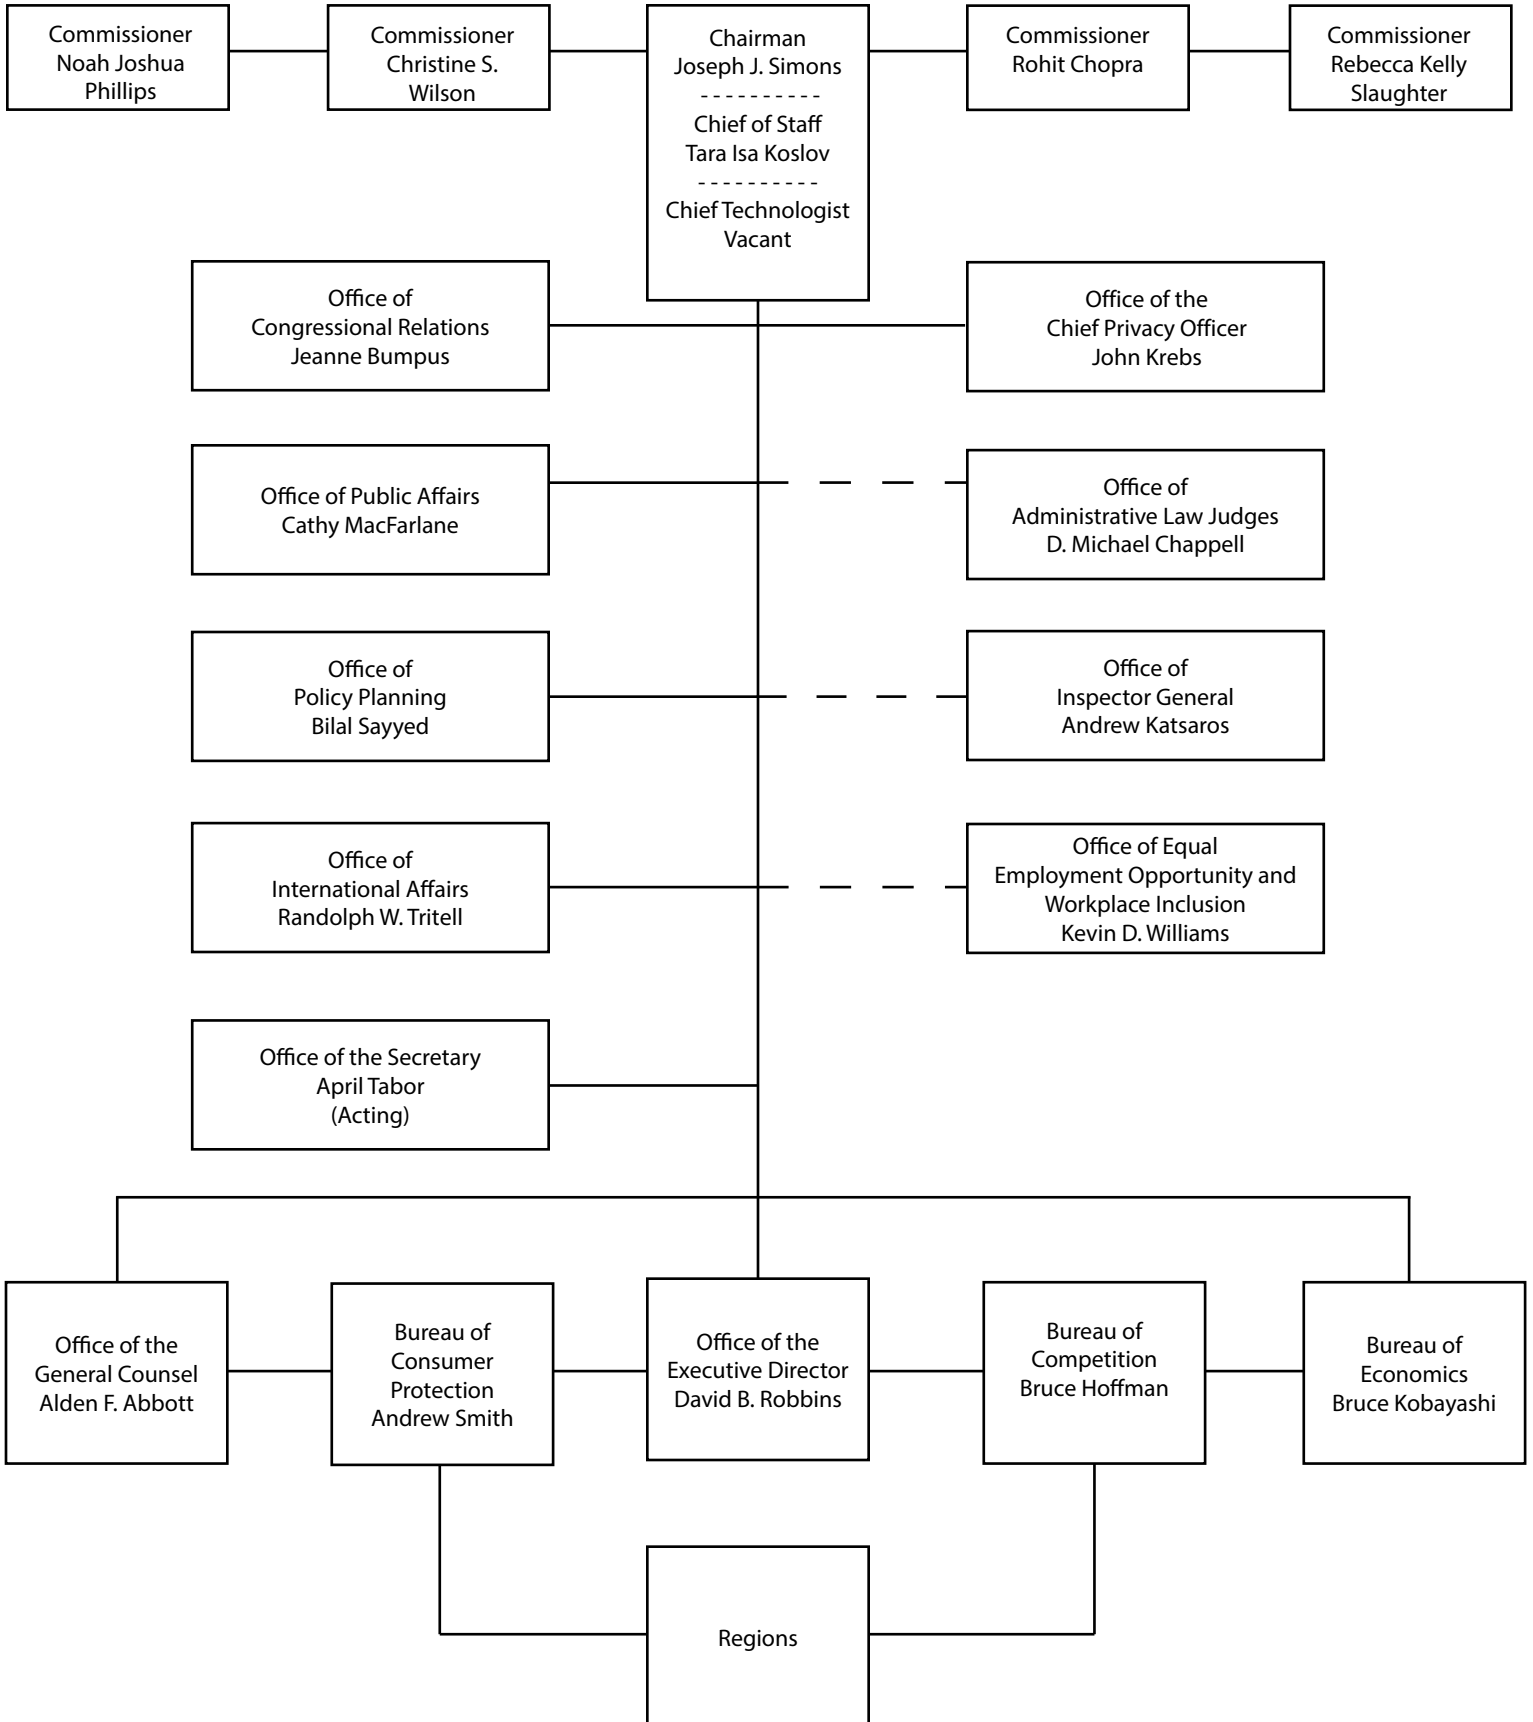 Commissioner
Noah Joshua
Phillips
Commissioner
Christine S.
Wilson
Chairman
Joseph J. Simons
- - - - - - - - - -
Chief of Staff
Tara Isa Koslov
- - - - - - - - - -
Chief Technologist
Vacant
Commissioner
Rohit Chopra
Commissioner
Rebecca Kelly
Slaughter
Office of
Congressional Relations
Jeanne Bumpus
Office of the
Chief Privacy Officer
John Krebs
Office of Public Affairs
Cathy MacFarlane
Office of
Administrative Law Judges
D. Michael Chappell
Office of
Policy Planning
Bilal Sayyed
Office of
Inspector General
Andrew Katsaros
Office of
International Affairs
Randolph W. Tritell
Office of Equal
Employment Opportunity and
Workplace Inclusion
Kevin D. Williams
Office of the Secretary
April Tabor
(Acting)
Office of the
General Counsel
Alden F. Abbott
Bureau of
Consumer
Protection
Andrew Smith
Office of the
Executive Director
David B. Robbins
Bureau of
Competition
Bruce Hoffman
Bureau of
Economics
Bruce Kobayashi
Regions